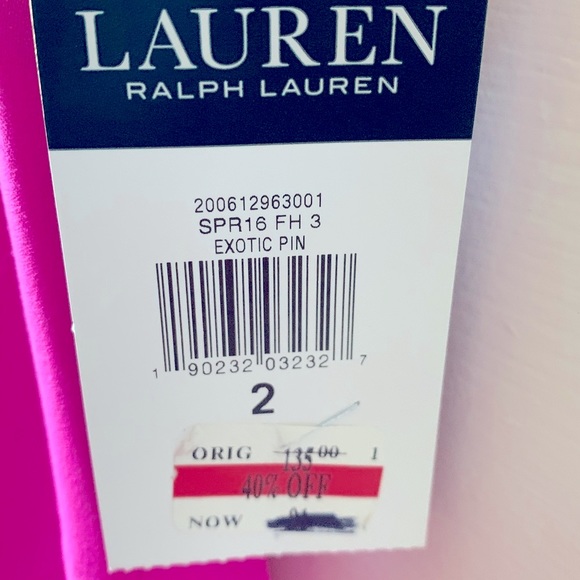 LAUREN
RALPH LAUREN
200612963001
SPR16 FH 3
EXOTIC PIN
1 90232 03232 7
2
ORIG 135.00 1
40% OFF
NOW